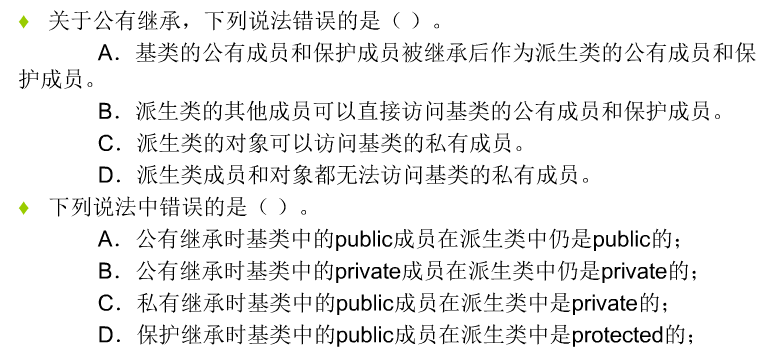 ♦ 关于公有继承，下列说法错误的是（ ）。
A．基类的公有成员和保护成员被继承后作为派生类的公有成员和保
护成员。
B．派生类的其他成员可以直接访问基类的公有成员和保护成员。
C．派生类的对象可以访问基类的私有成员。
D．派生类成员和对象都无法访问基类的私有成员。
♦ 下列说法中错误的是（ ）。
A．公有继承时基类中的public成员在派生类中仍是public的；
B．公有继承时基类中的private成员在派生类中仍是private的；
C．私有继承时基类中的public成员在派生类中是private的；
D．保护继承时基类中的public成员在派生类中是protected的；